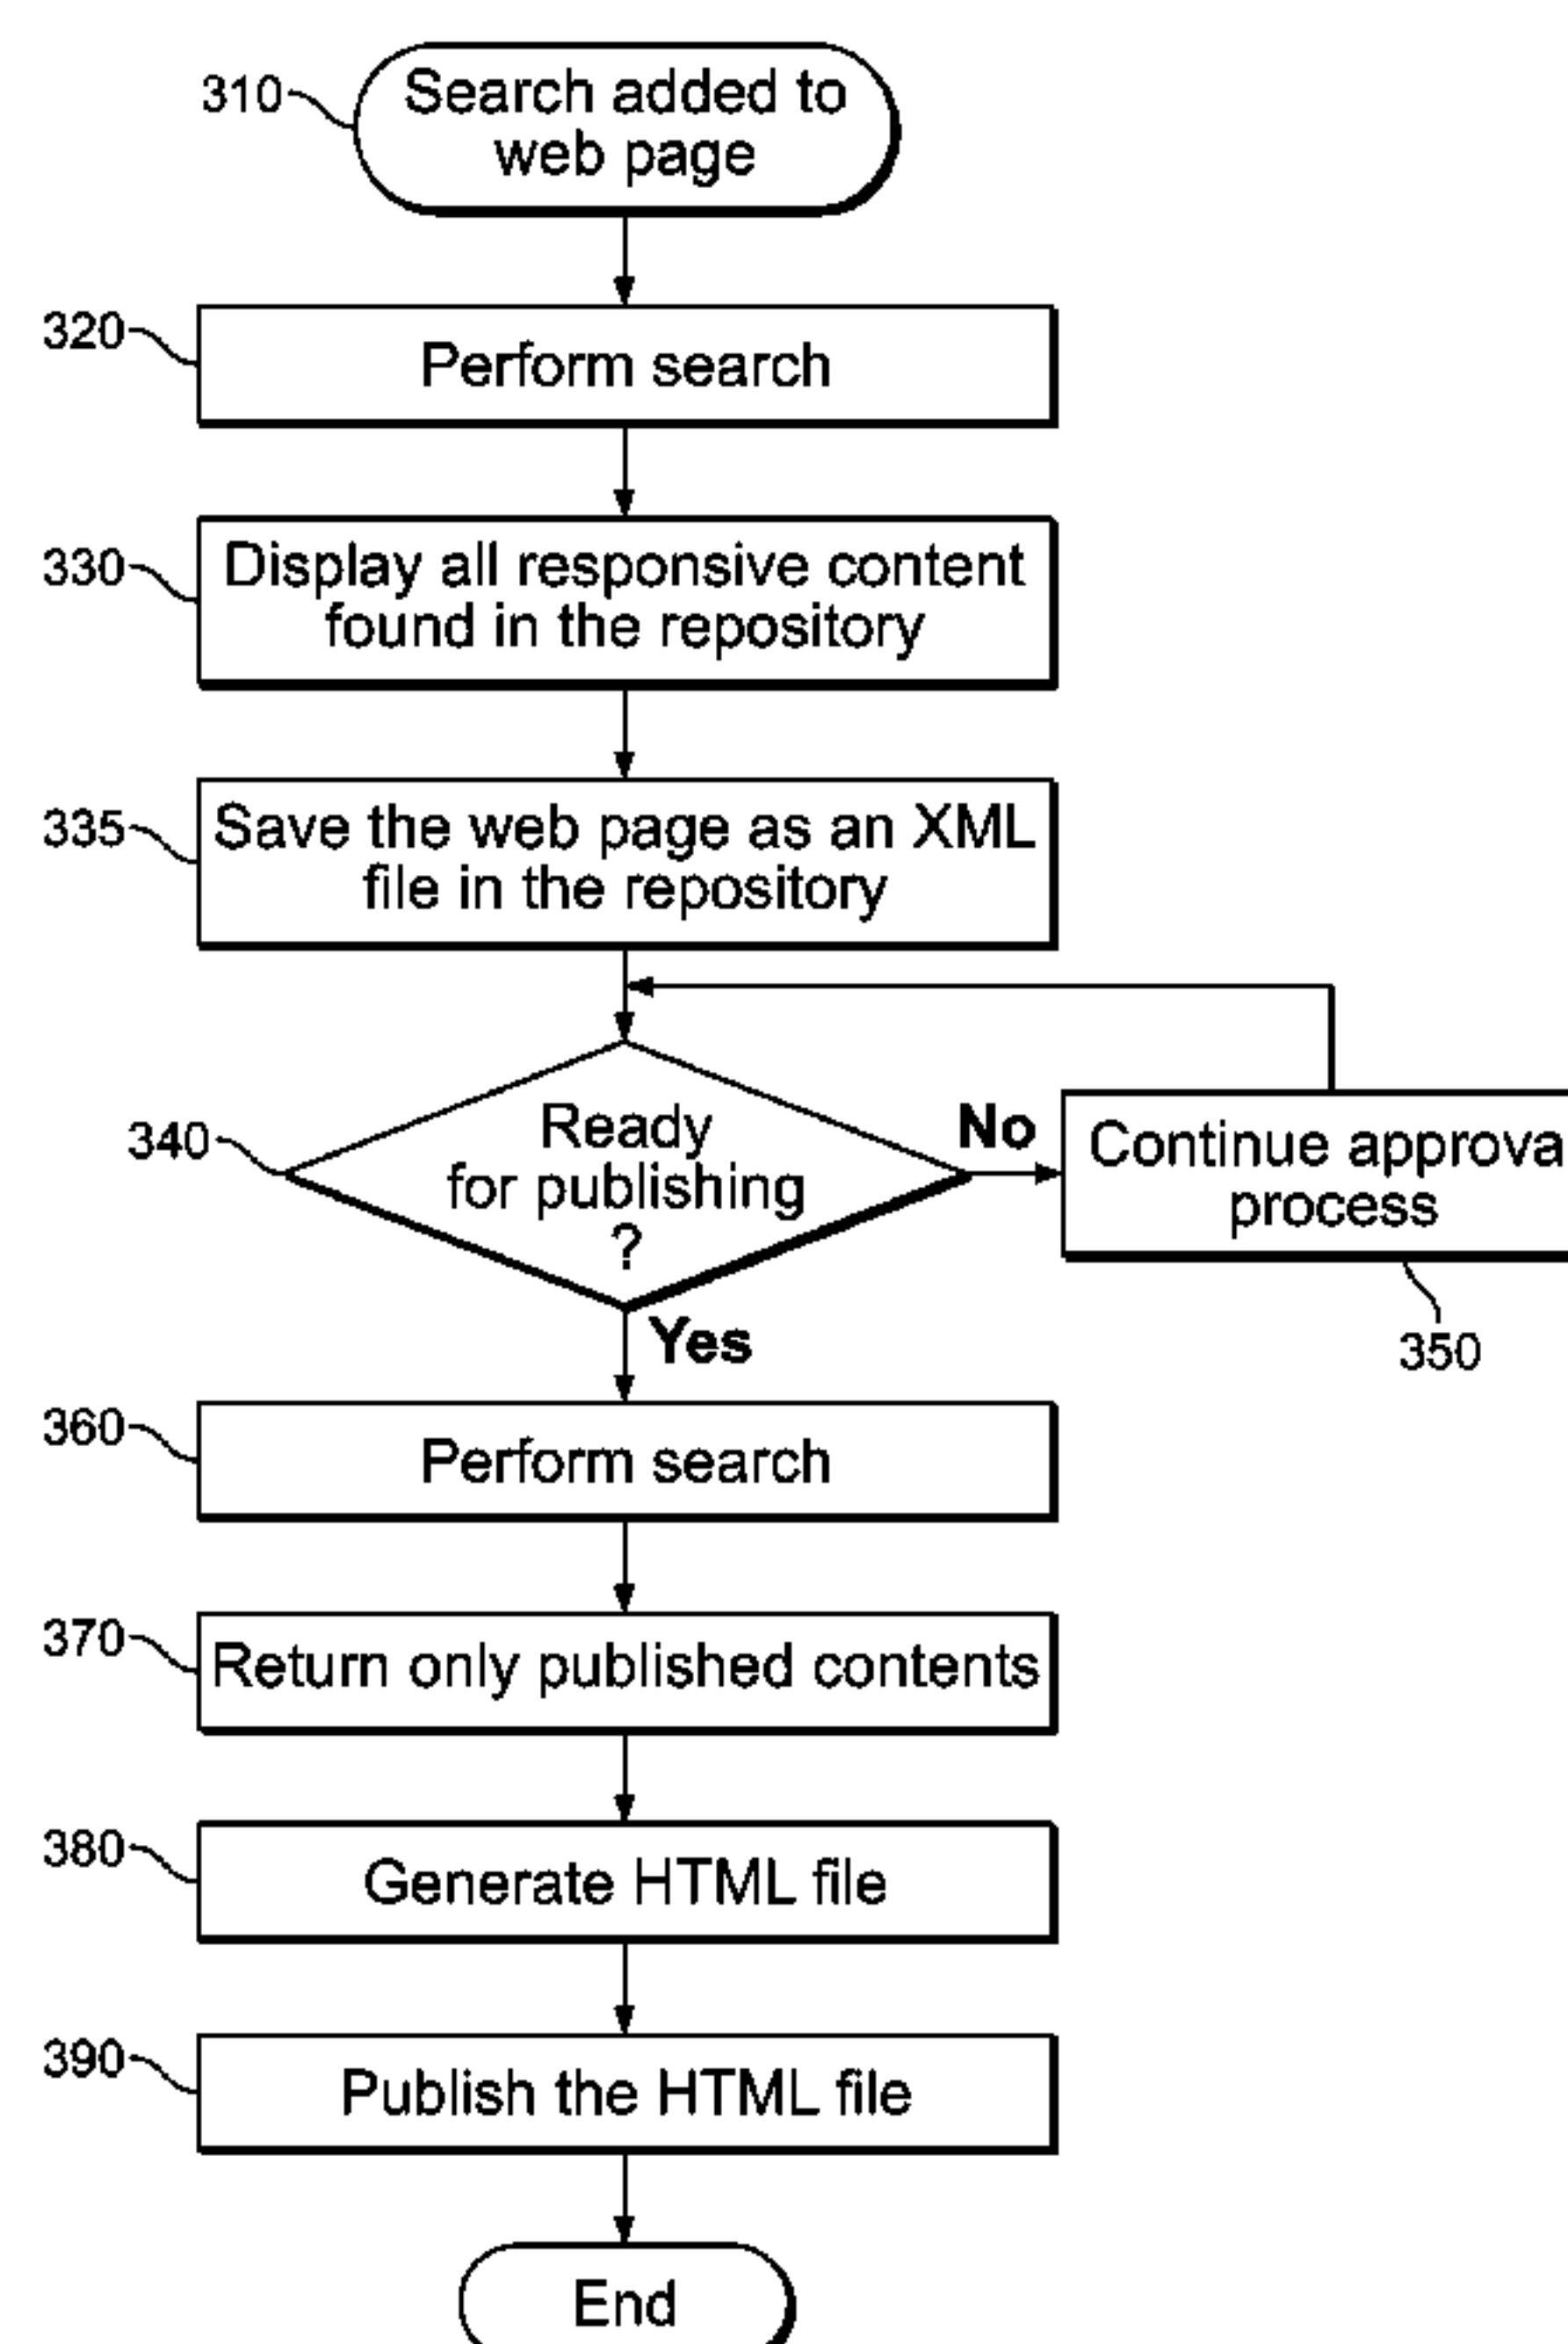 310
Search added to
web page
320
Perform search
330
Display all responsive content
found in the repository
335
Save the web page as an XML
file in the repository
340
Ready
for publishing
?
No
Continue approva
process
350
Yes
360
Perform search
370
Return only published contents
380
Generate HTML file
390
Publish the HTML file
End